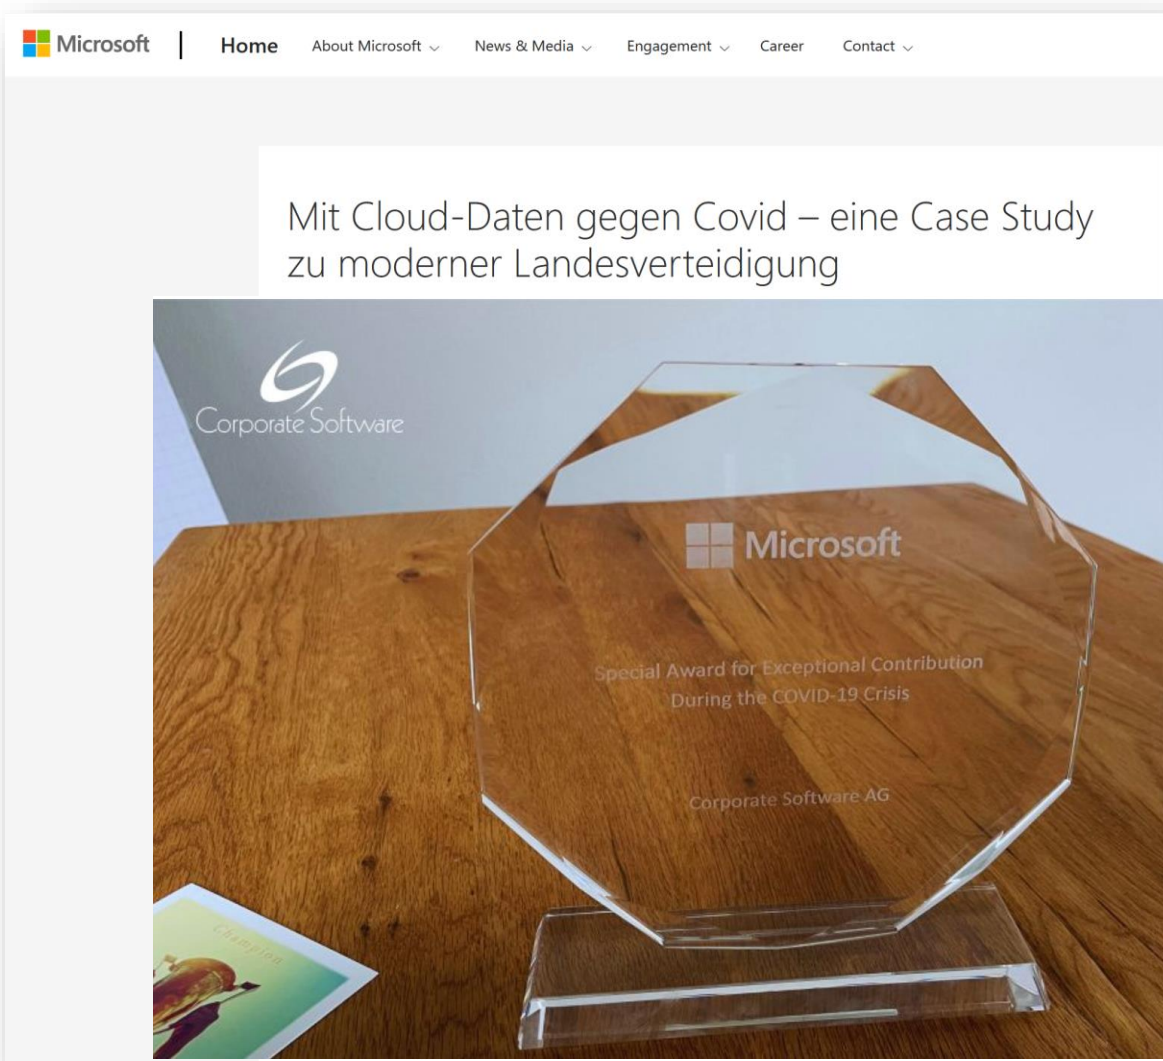 Microsoft
Home
About Microsoft
News & Media
Engagement
Career
Contact
Mit Cloud-Daten gegen Covid – eine Case Study
zu moderner Landesverteidigung
Corporate Software
Microsoft
Special Award for Exceptional Contribution
During the COVID-19 Crisis
Corporate Software AG
Champion